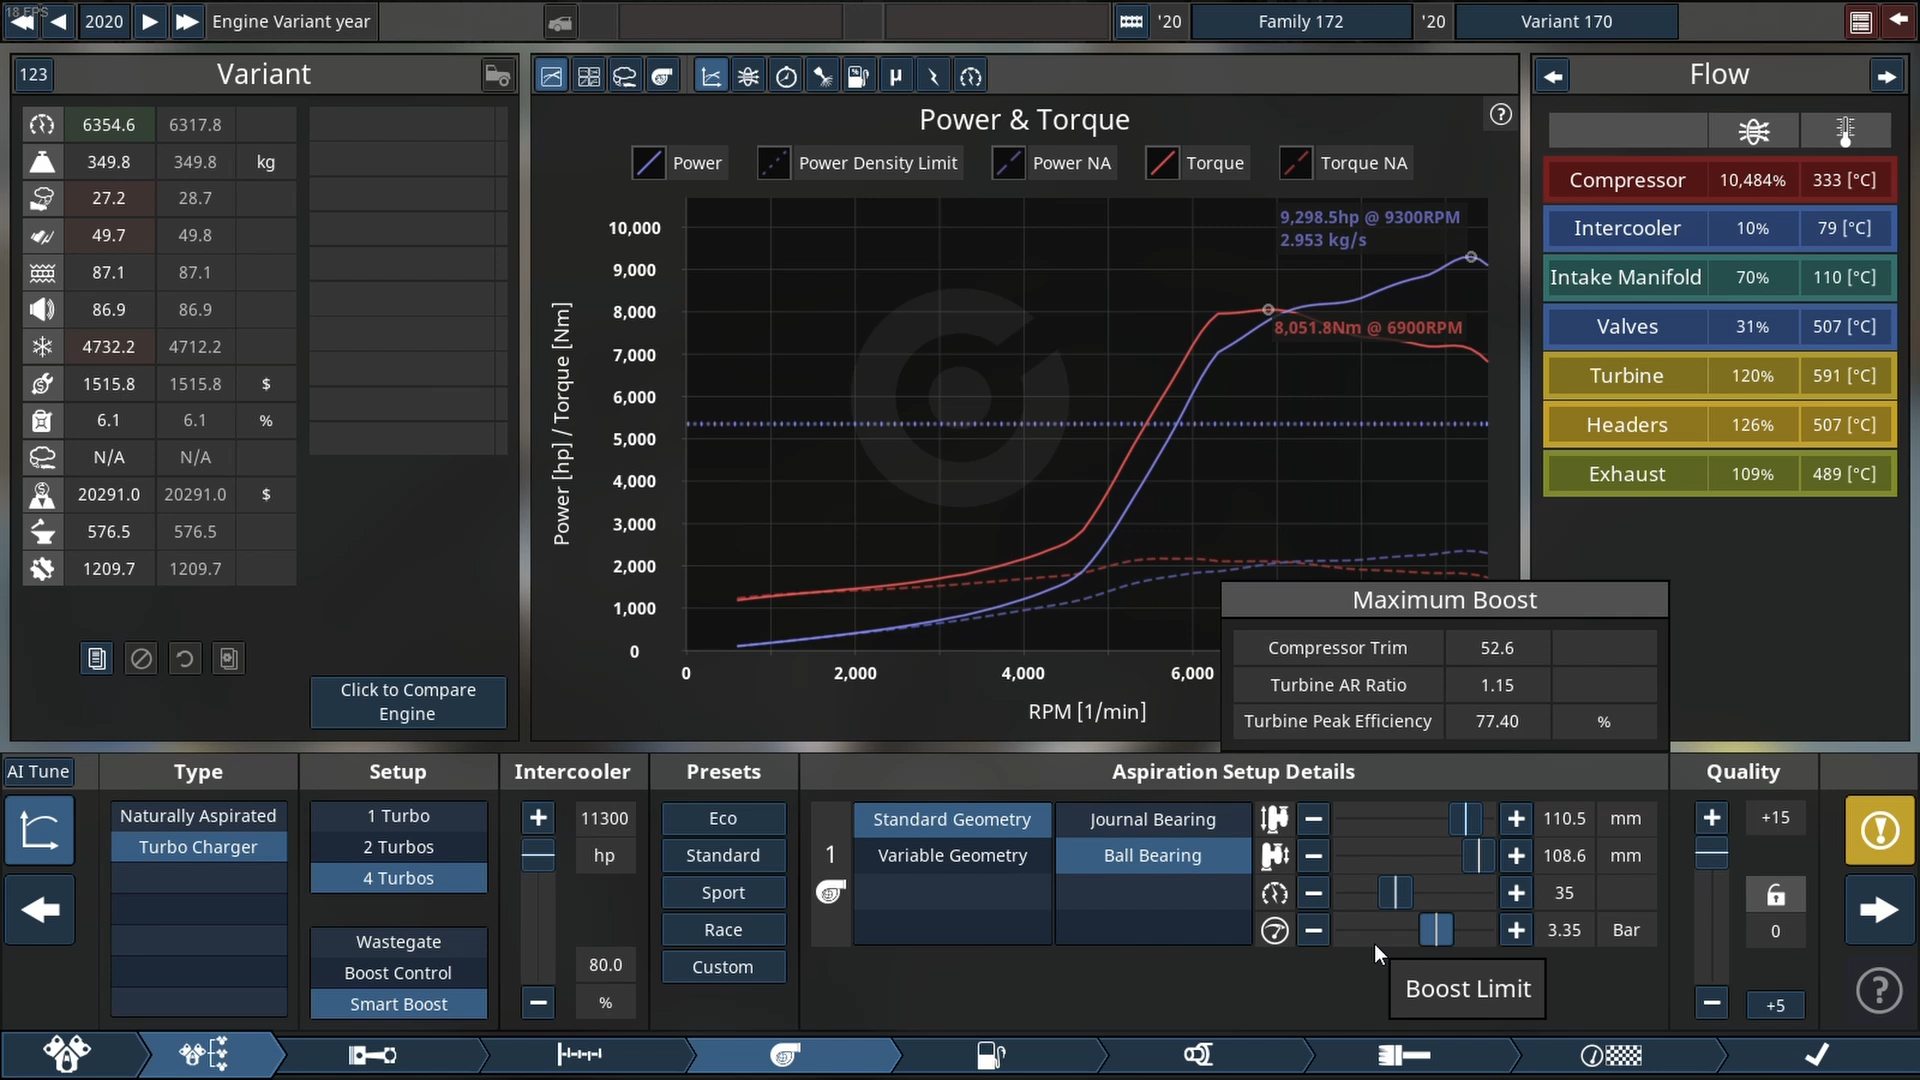 18 FPS
2020
Engine Variant year
'20
Family 172
'20
Variant 170
123
Variant
6354.6 6317.8
349.8 349.8 kg
27.2 28.7
49.7 49.8
87.1 87.1
86.9 86.9
4732.2 4712.2
1515.8 1515.8 $
6.1 6.1 %
N/A N/A
20291.0 20291.0 $
576.5 576.5
1209.7 1209.7
Click to Compare
Engine
μ
Power & Torque
?
Power
Power Density Limit
Power NA
Torque
Torque NA
9,298.5hp @ 9300RPM
2.953 kg/s
8,051.8Nm @ 6900RPM
Power [hp] / Torque [Nm]
10,000
9,000
8,000
7,000
6,000
5,000
4,000
3,000
2,000
1,000
0
0 2,000 4,000 6,000
RPM [1/min]
Flow
Compressor 10,484% 333 [°C]
Intercooler 10% 79 [°C]
Intake Manifold 70% 110 [°C]
Valves 31% 507 [°C]
Turbine 120% 591 [°C]
Headers 126% 507 [°C]
Exhaust 109% 489 [°C]
Maximum Boost
Compressor Trim 52.6
Turbine AR Ratio 1.15
Turbine Peak Efficiency 77.40 %
AI Tune
Type
Naturally Aspirated
Turbo Charger
Setup
1 Turbo
2 Turbos
4 Turbos
Wastegate
Boost Control
Smart Boost
Intercooler
11300
hp
80.0
%
Presets
Eco
Standard
Sport
Race
Custom
Aspiration Setup Details
1
Standard Geometry
Variable Geometry
Journal Bearing
Ball Bearing
110.5 mm
108.6 mm
35
3.35 Bar
Boost Limit
Quality
+15
0
+5
?